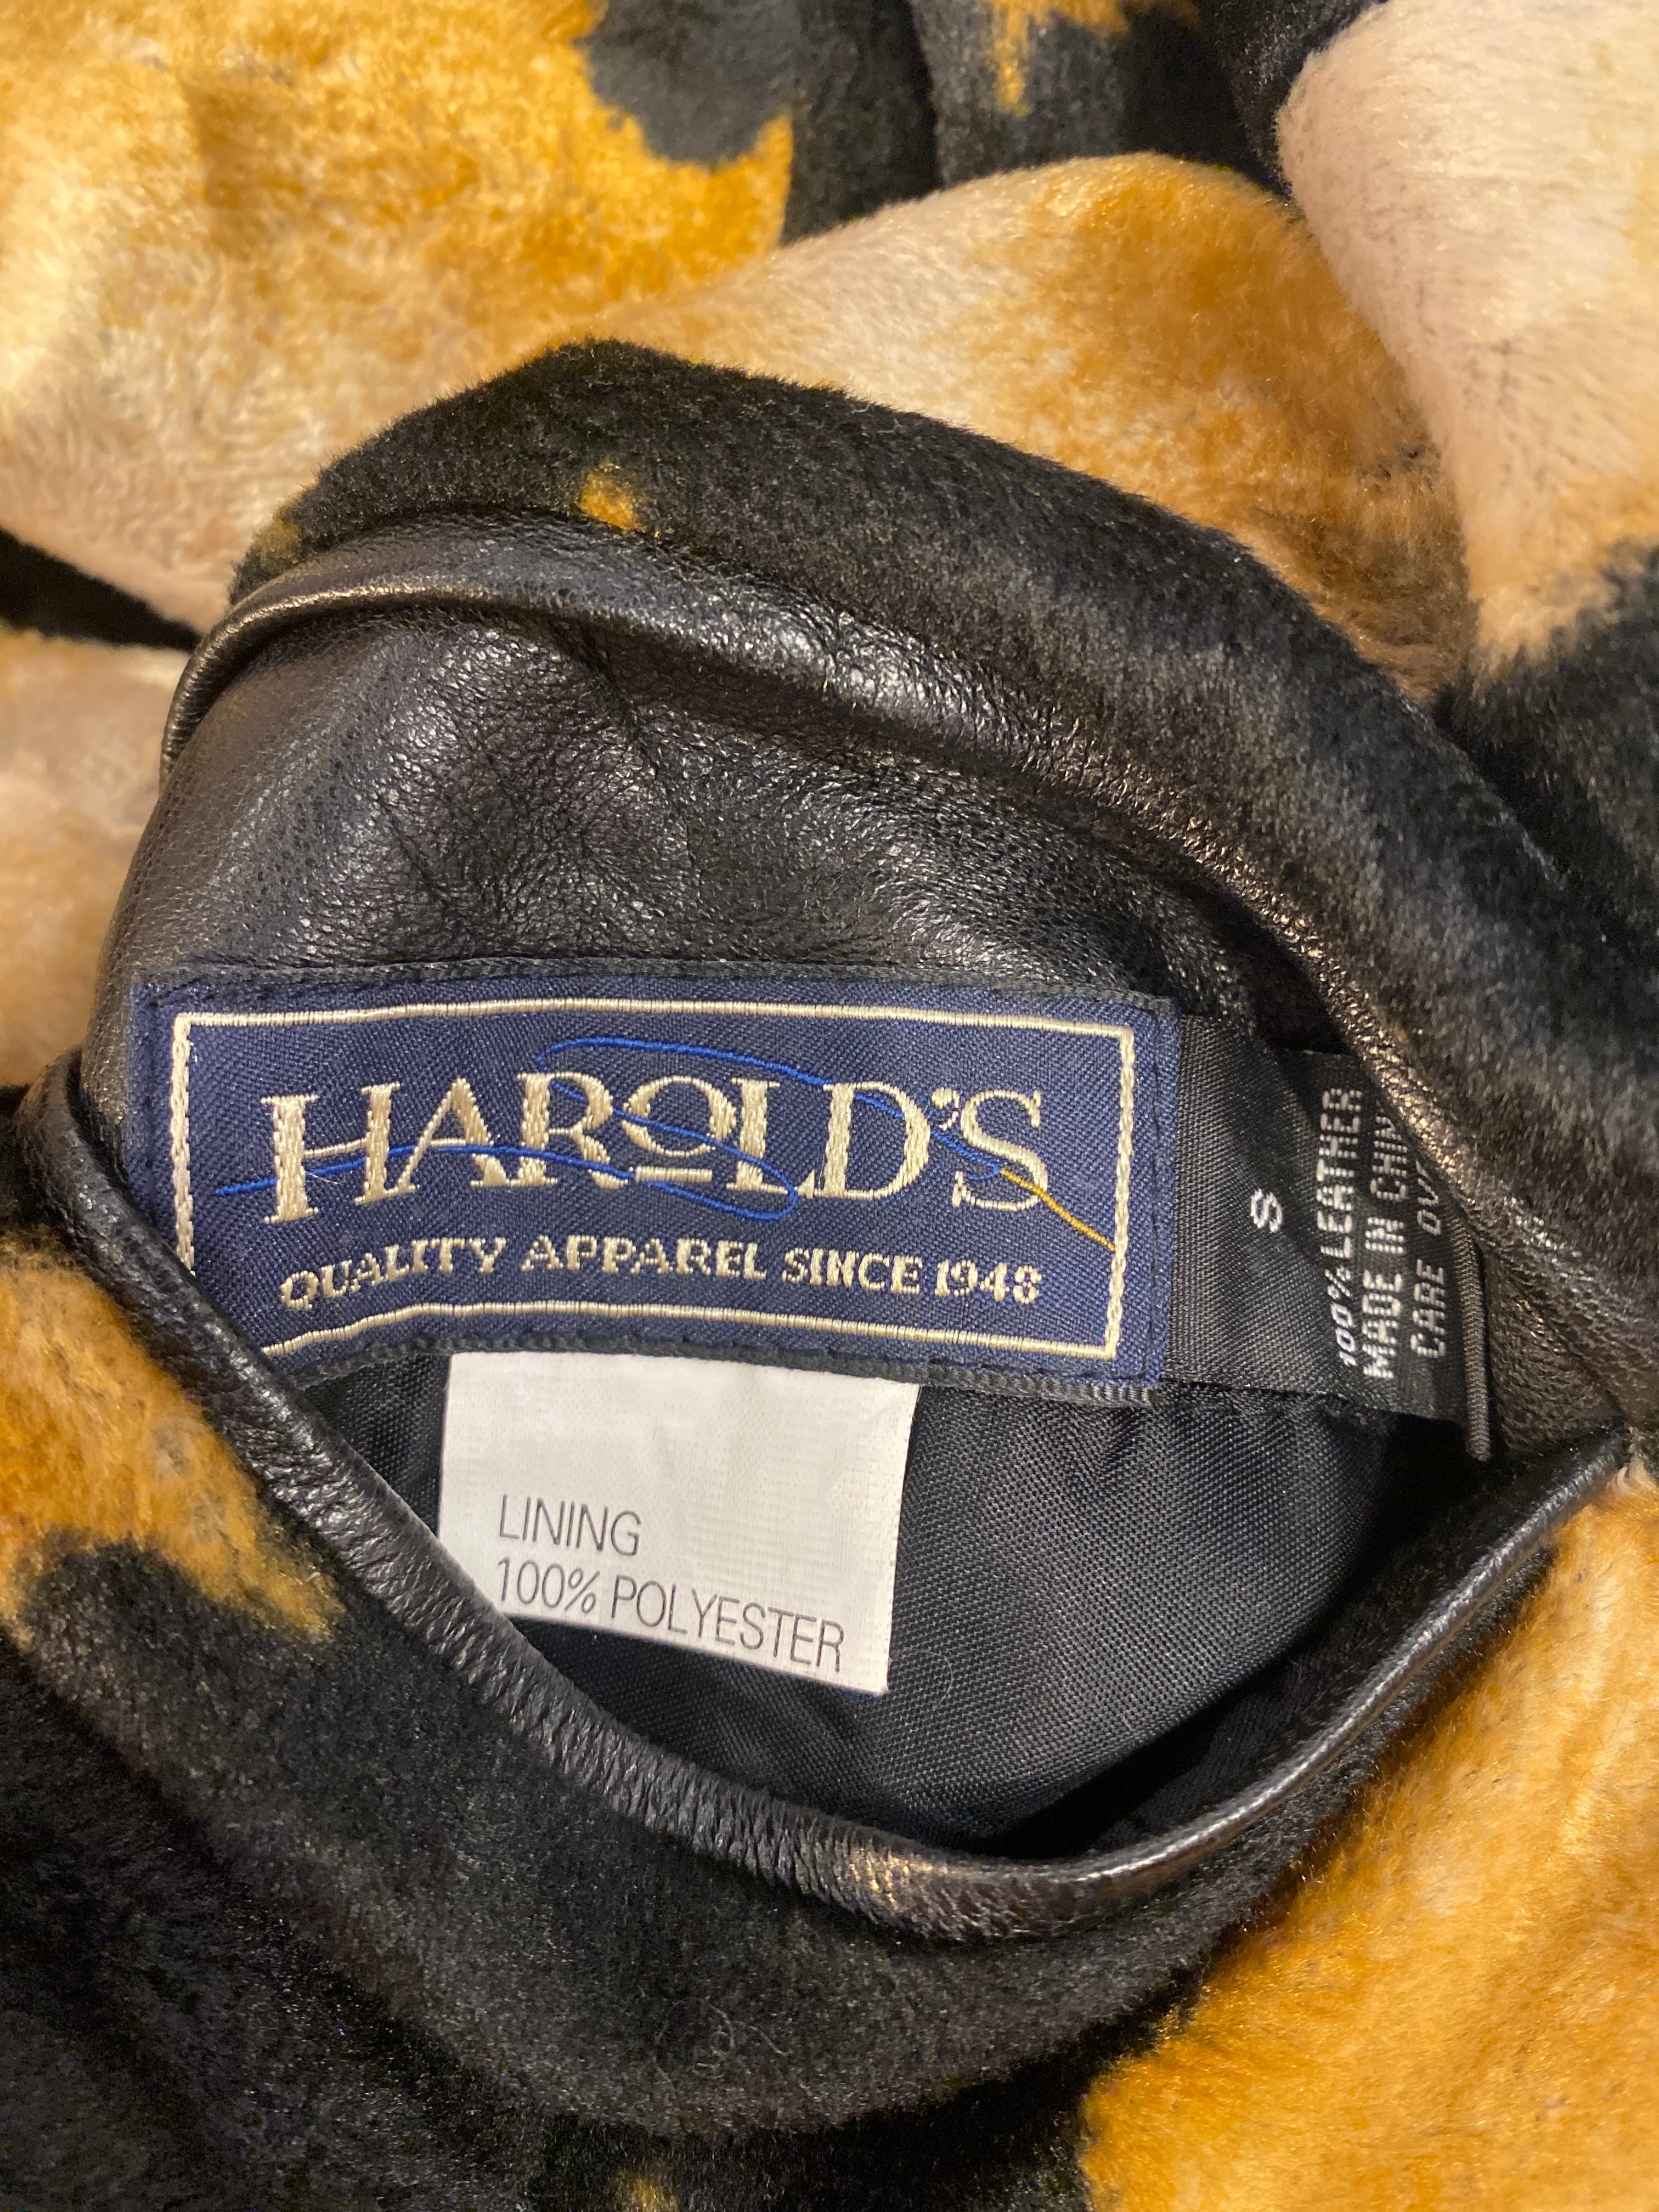 HAROLD'S
QUALITY APPAREL SINCE 1948
S
100% LEATHER
MADE IN CHIN
CARE
LINING
100% POLYESTER